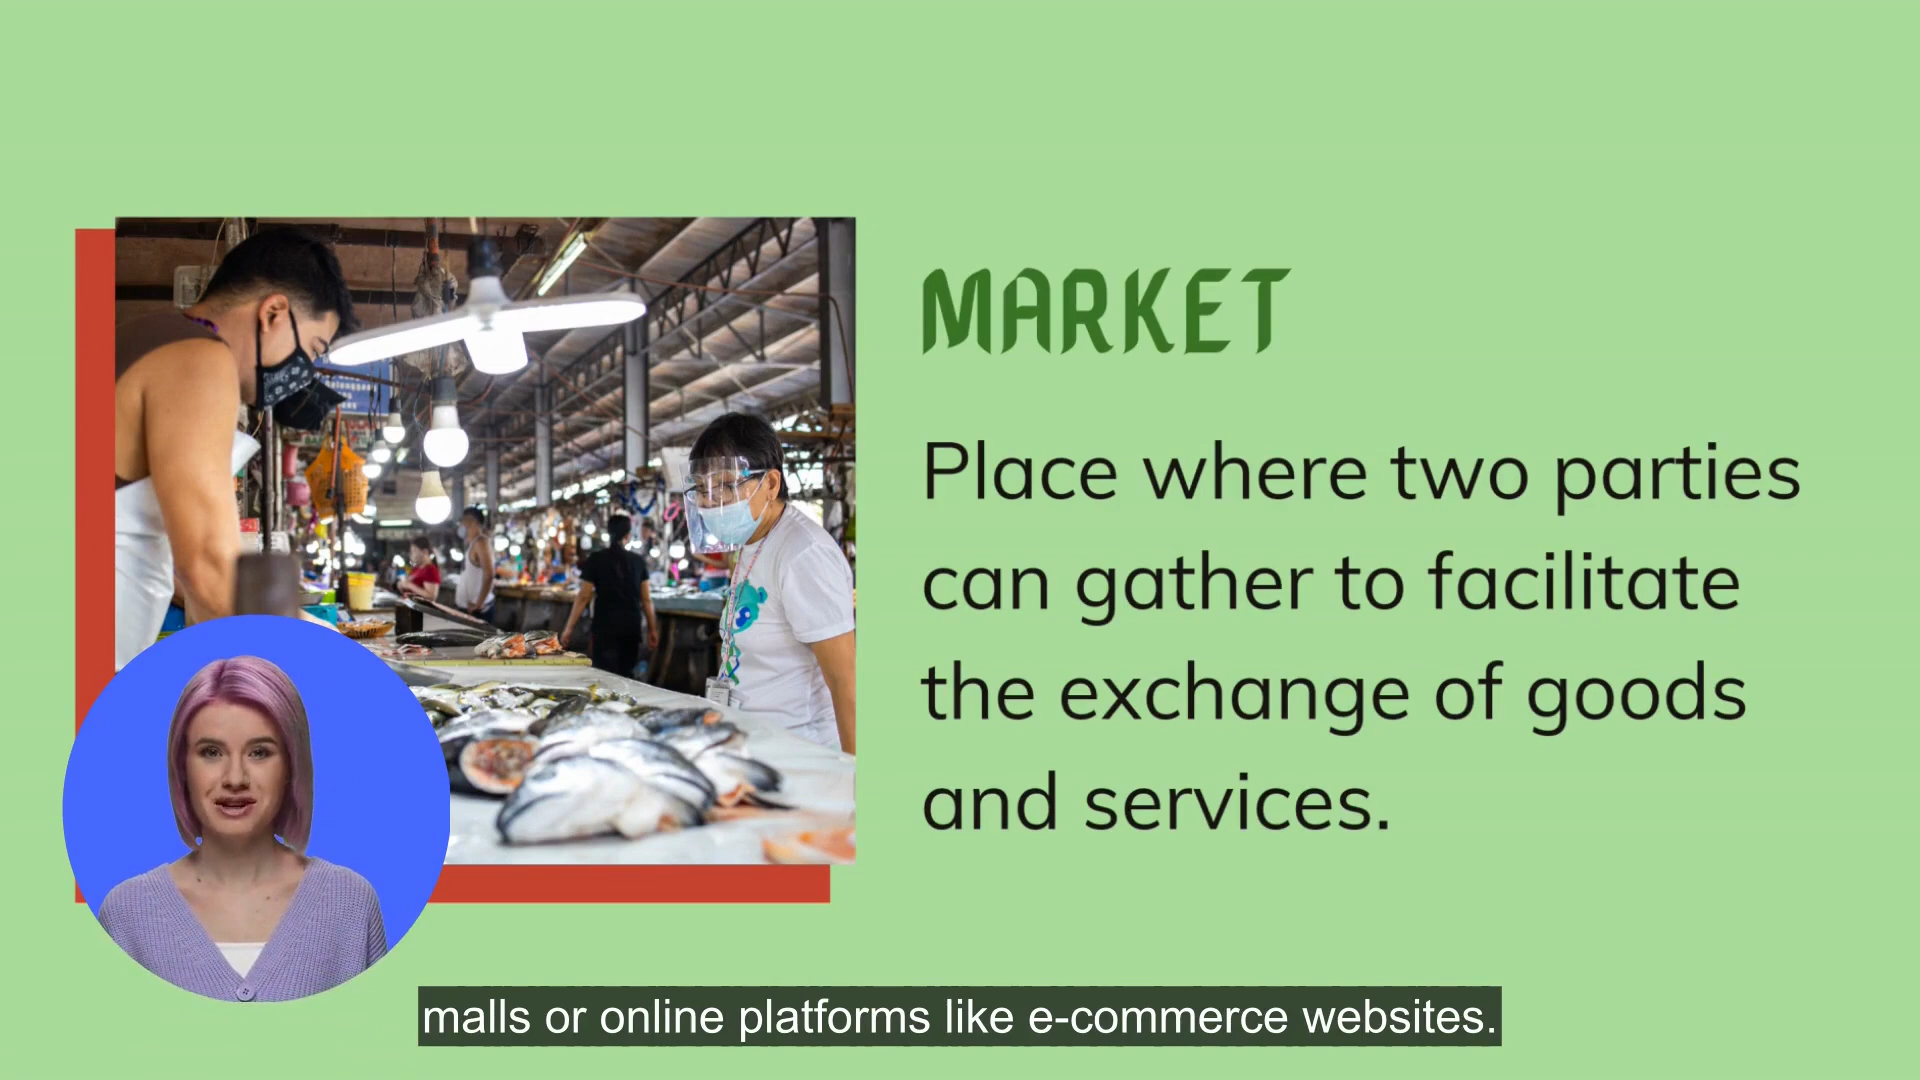 MARKET
Place where two parties
can gather to facilitate
the exchange of goods
and services.
malls or online platforms like e-commerce websites.